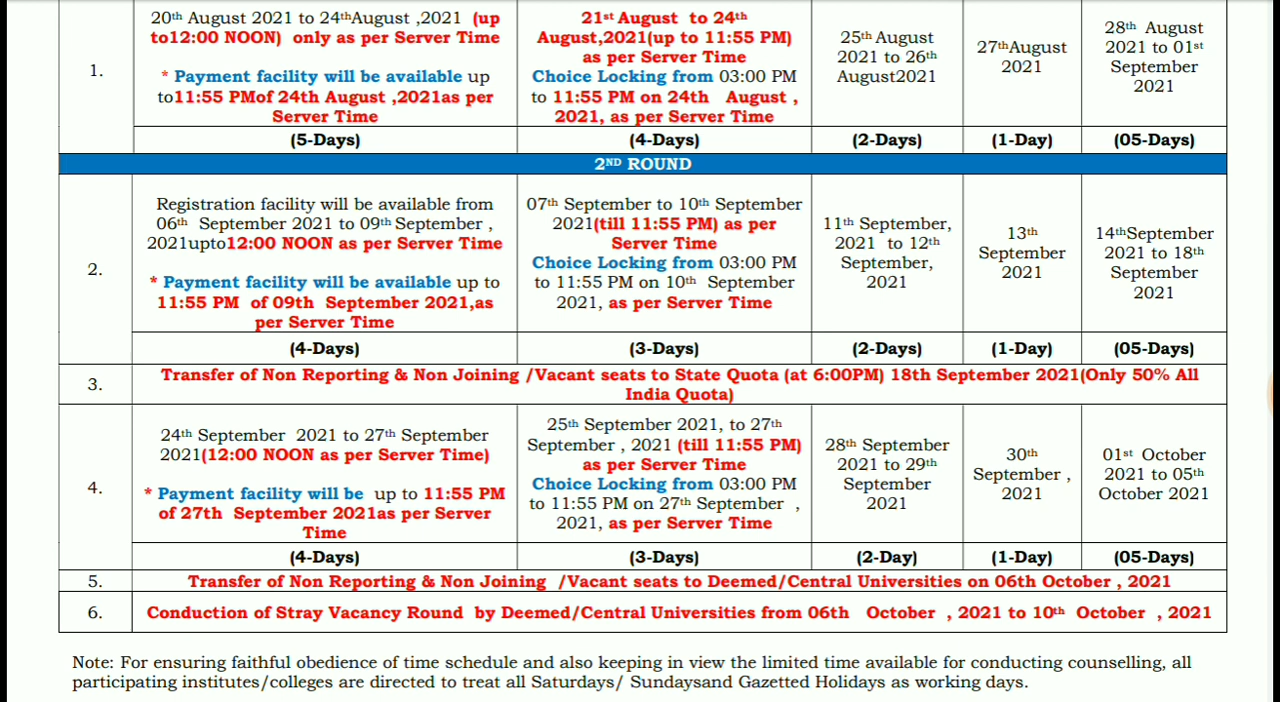 20th August 2021 to 24thAugust ,2021 (up
to12:00 NOON) only as per Server Time
* Payment facility will be available up
to11:55 PMof 24th August ,2021as per
Server Time
21st August to 24th
August,2021(up to 11:55 PM)
as per Server Time
Choice Locking from 03:00 PM
to 11:55 PM on 24th August ,
2021, as per Server Time
25th August
2021 to 26th
August2021
27thAugust
2021
28th August
2021 to 01st
September
2021
1.
(5-Days)
(4-Days)
(2-Days)
(1-Day)
(05-Days)
2ND ROUND
2.
Registration facility will be available from
06th September 2021 to 09th September ,
2021upto12:00 NOON as per Server Time
* Payment facility will be available up to
11:55 PM of 09th September 2021,as
per Server Time
07th September to 10th September
2021(till 11:55 PM) as per
Server Time
Choice Locking from 03:00 PM
to 11:55 PM on 10th September
2021, as per Server Time
11th September,
2021 to 12th
September,
2021
13th
September
2021
14thSeptember
2021 to 18th
September
2021
(4-Days)
(3-Days)
(2-Days)
(1-Day)
(05-Days)
3.
Transfer of Non Reporting & Non Joining /Vacant seats to State Quota (at 6:00PM) 18th September 2021(Only 50% All
India Quota)
4.
24th September 2021 to 27th September
2021(12:00 NOON as per Server Time)
* Payment facility will be up to 11:55 PM
of 27th September 2021as per Server
Time
25th September 2021, to 27th
September , 2021 (till 11:55 PM)
as per Server Time
Choice Locking from 03:00 PM
to 11:55 PM on 27th September ,
2021, as per Server Time
28th September
2021 to 29th
September
2021
30th
September ,
2021
01st October
2021 to 05th
October 2021
(4-Days)
(3-Days)
(2-Day)
(1-Day)
(05-Days)
5.
Transfer of Non Reporting & Non Joining /Vacant seats to Deemed/Central Universities on 06th October , 2021
6.
Conduction of Stray Vacancy Round by Deemed/Central Universities from 06th October , 2021 to 10th October , 2021
Note: For ensuring faithful obedience of time schedule and also keeping in view the limited time available for conducting counselling, all
participating institutes/colleges are directed to treat all Saturdays/ Sundaysand Gazetted Holidays as working days.